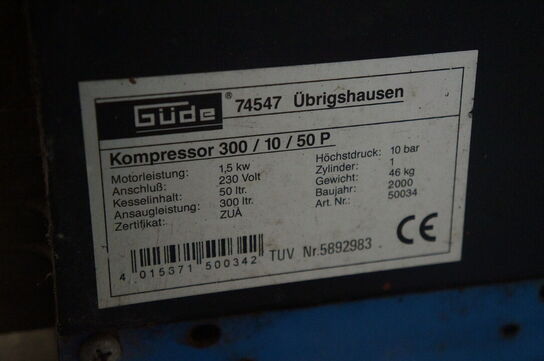 Güde ® 74547 Übrigshausen
Kompressor 300 / 10 / 50 P
Motorleistung: 1,5 kw Höchstdruck: 10 bar
Anschluß: 230 Volt Zylinder: 1
Kesselinhalt: 50 ltr. Gewicht: 46 kg
Ansaugleistung: 300 ltr. Baujahr: 2000
Zertifikat: ZUA Art. Nr.: 50034
4 015371 500342 TUV Nr.5892983 CE